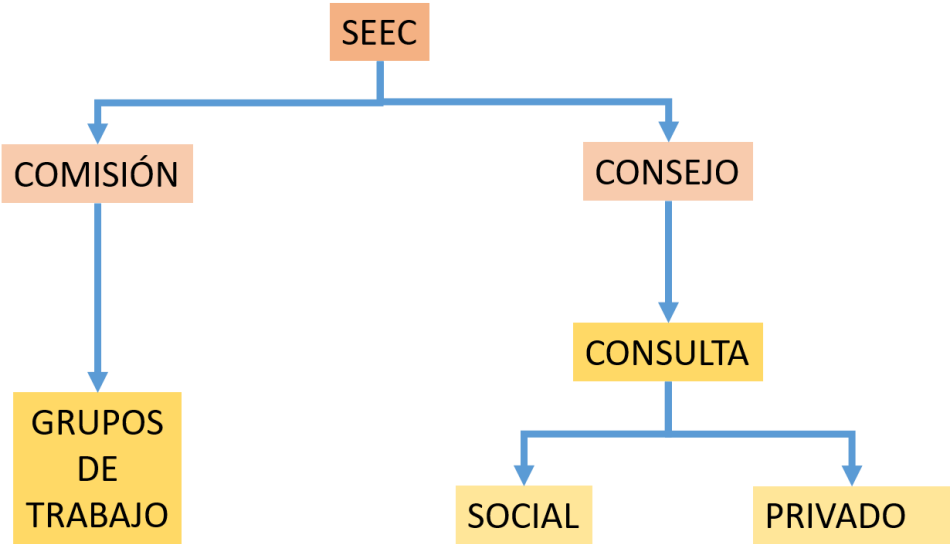 SEEC
COMISIÓN
CONSEJO
CONSULTA
GRUPOS
DE
TRABAJO
SOCIAL
PRIVADO